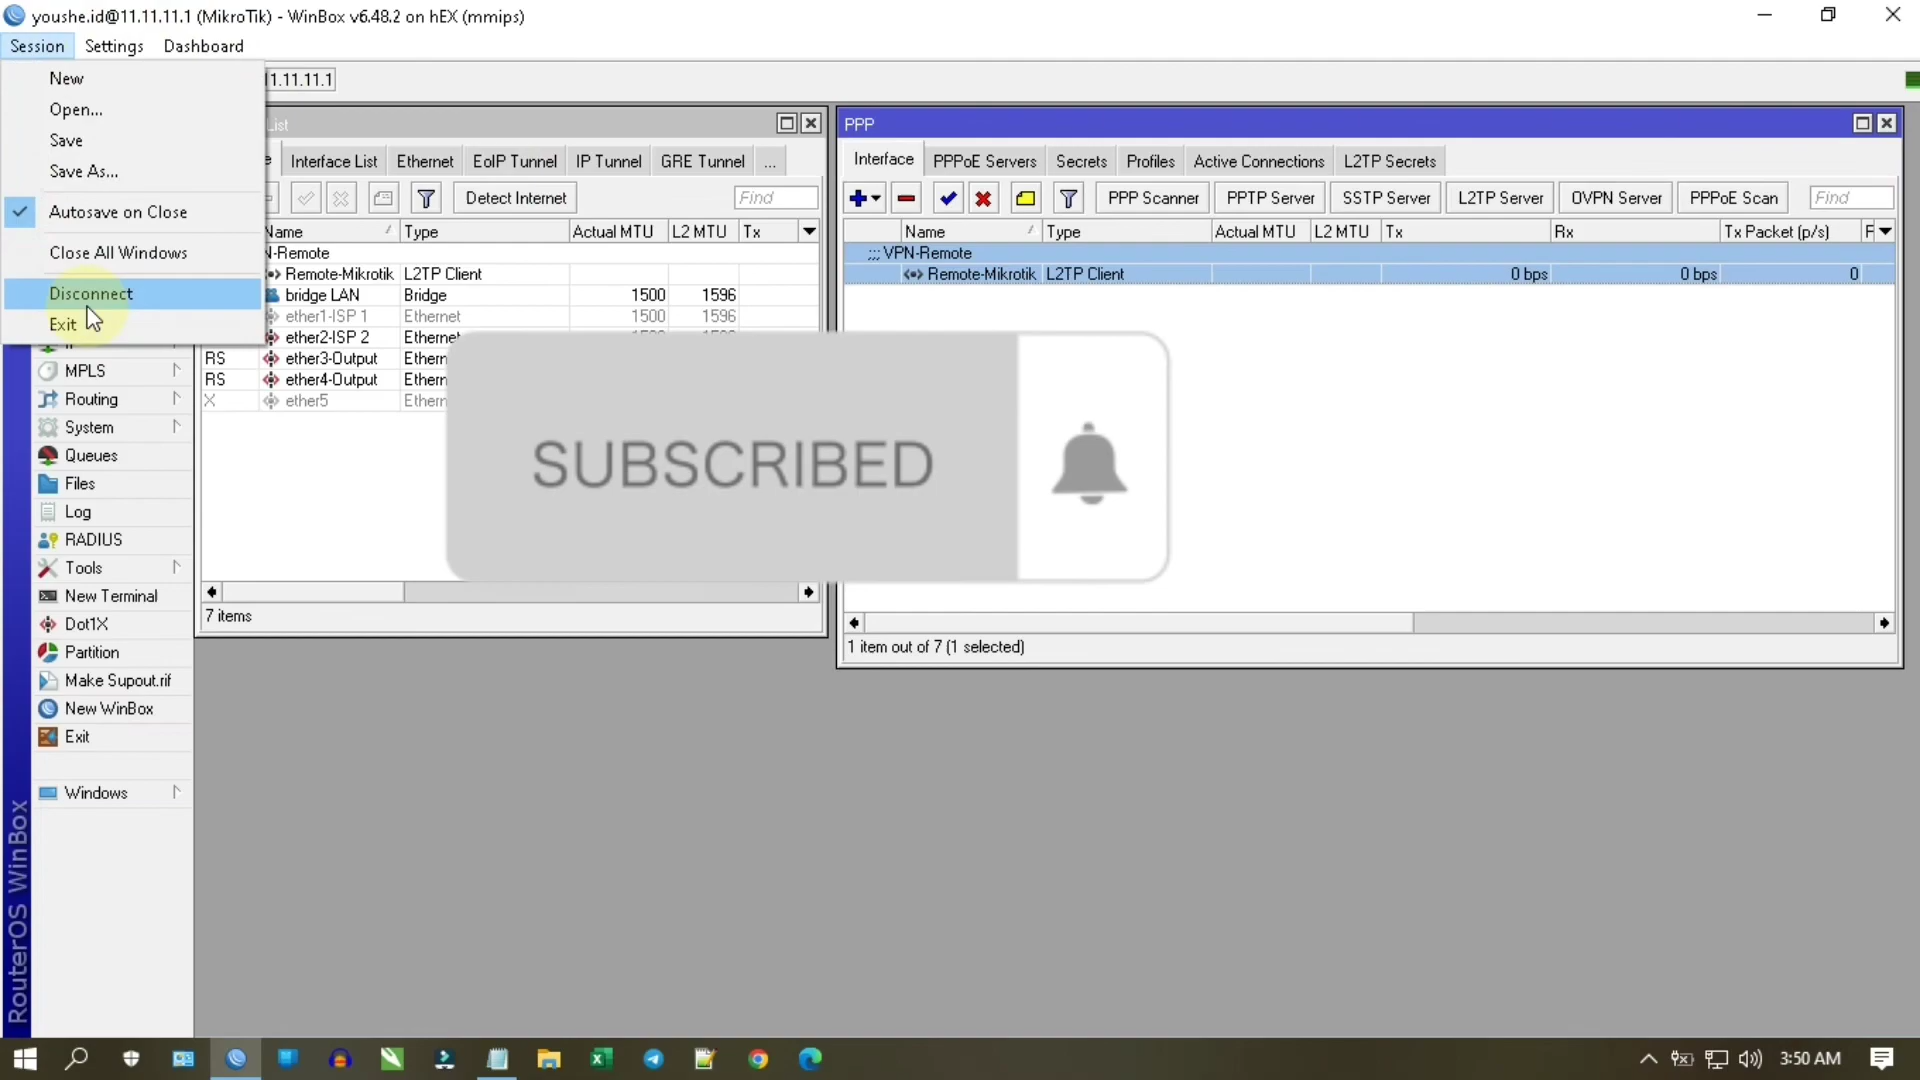 youshe.id@11.11.11.1 (MikroTik) - WinBox v6.48.2 on hEX (mmips)
Session Settings Dashboard
New
Open...
Save
Save As...
Autosave on Close
Close All Windows
Disconnect
Exit
11.11.11.1
List
Interface List Ethernet EoIP Tunnel IP Tunnel GRE Tunnel ...
Detect Internet Find
Name Type Actual MTU L2 MTU Tx
N-Remote
Remote-Mikrotik L2TP Client
bridge LAN Bridge 1500 1596
ether1-ISP 1 Ethernet 1500 1596
ether2-ISP 2 Ethernet
RS ether3-Output Ethern
RS ether4-Output Ethern
X ether5 Ethern
7 items
PPP
Interface PPPoE Servers Secrets Profiles Active Connections L2TP Secrets
PPP Scanner PPTP Server SSTP Server L2TP Server OVPN Server PPPoE Scan Find
Name Type Actual MTU L2 MTU Tx Rx Tx Packet (p/s) F
;;; VPN-Remote
Remote-Mikrotik L2TP Client 0 bps 0 bps 0
1 item out of 7 (1 selected)
SUBSCRIBED
MPLS
Routing
System
Queues
Files
Log
RADIUS
Tools
New Terminal
Dot1X
Partition
Make Supout.rif
New WinBox
Exit
Windows
RouterOS WinBox
3:50 AM